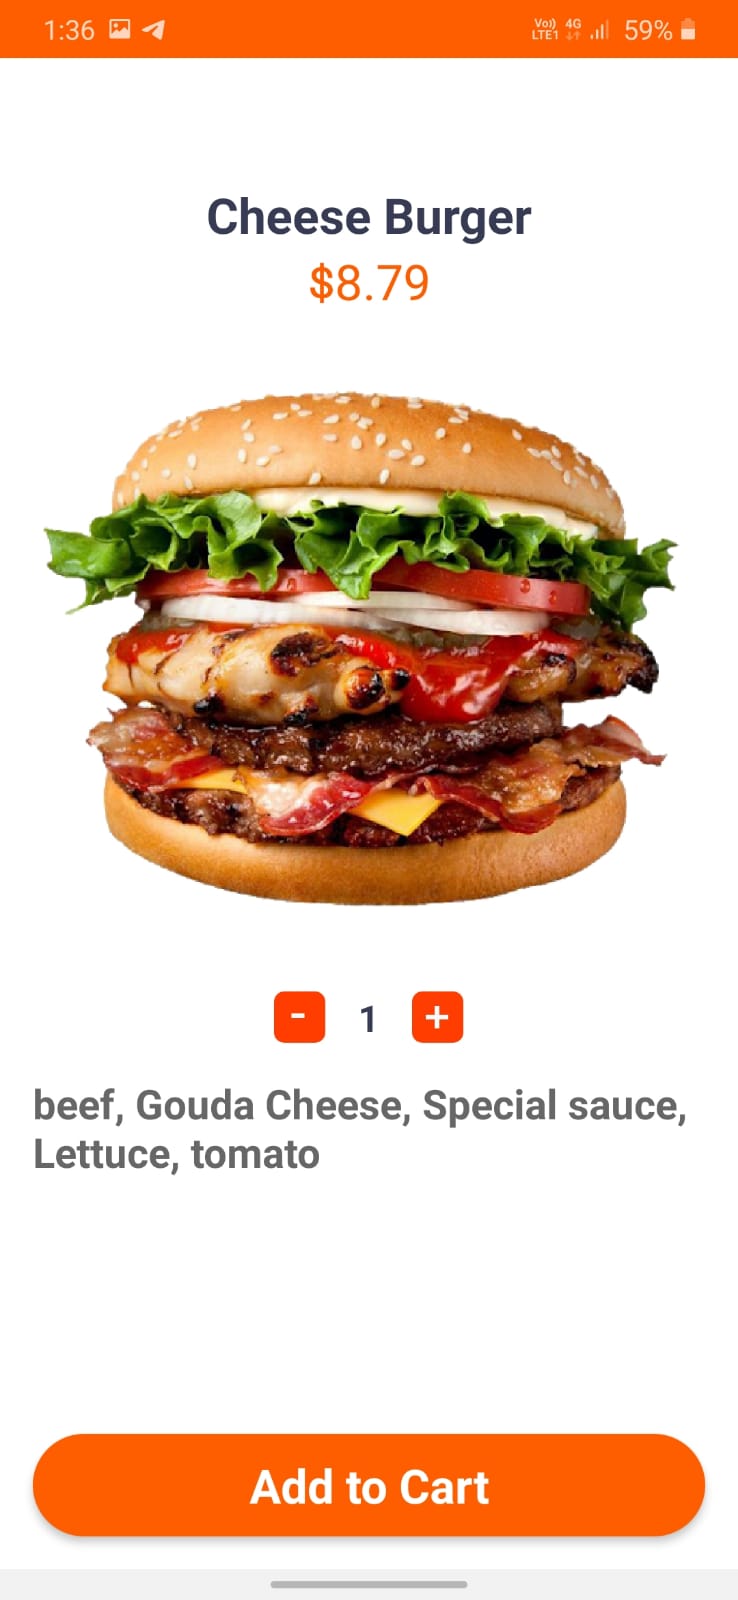 1:36 Vo)) LTE1 4G 59%
Cheese Burger
$8.79
- 1 +
beef, Gouda Cheese, Special sauce,
Lettuce, tomato
Add to Cart